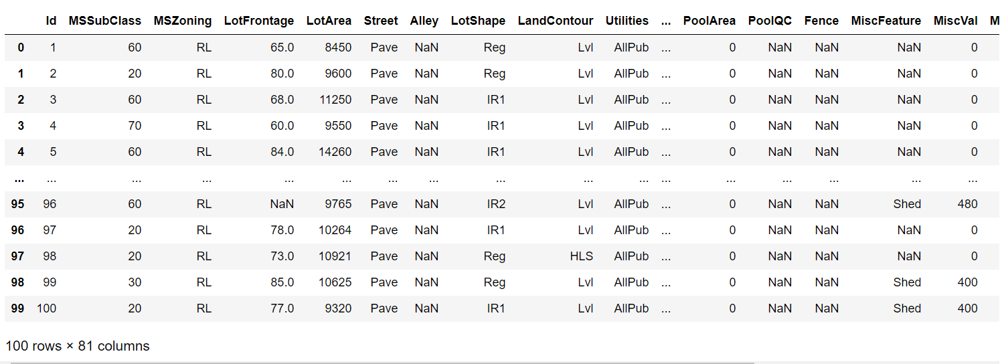 Id MSSubClass MSZoning LotFrontage LotArea Street Alley LotShape LandContour Utilities ... PoolArea PoolQC Fence MiscFeature MiscVal M
0 1 60 RL 65.0 8450 Pave NaN Reg Lvl AllPub ... 0 NaN NaN NaN 0
1 2 20 RL 80.0 9600 Pave NaN Reg Lvl AllPub ... 0 NaN NaN NaN 0
2 3 60 RL 68.0 11250 Pave NaN IR1 Lvl AllPub ... 0 NaN NaN NaN 0
3 4 70 RL 60.0 9550 Pave NaN IR1 Lvl AllPub ... 0 NaN NaN NaN 0
4 5 60 RL 84.0 14260 Pave NaN IR1 Lvl AllPub ... 0 NaN NaN NaN 0
... ... ... ... ... ... ... ... ... ... ... ... ... ... ... ... ...
95 96 60 RL NaN 9765 Pave NaN IR2 Lvl AllPub ... 0 NaN NaN Shed 480
96 97 20 RL 78.0 10264 Pave NaN IR1 Lvl AllPub ... 0 NaN NaN NaN 0
97 98 20 RL 73.0 10921 Pave NaN Reg HLS AllPub ... 0 NaN NaN NaN 0
98 99 30 RL 85.0 10625 Pave NaN Reg Lvl AllPub ... 0 NaN NaN Shed 400
99 100 20 RL 77.0 9320 Pave NaN IR1 Lvl AllPub ... 0 NaN NaN Shed 400
100 rows × 81 columns